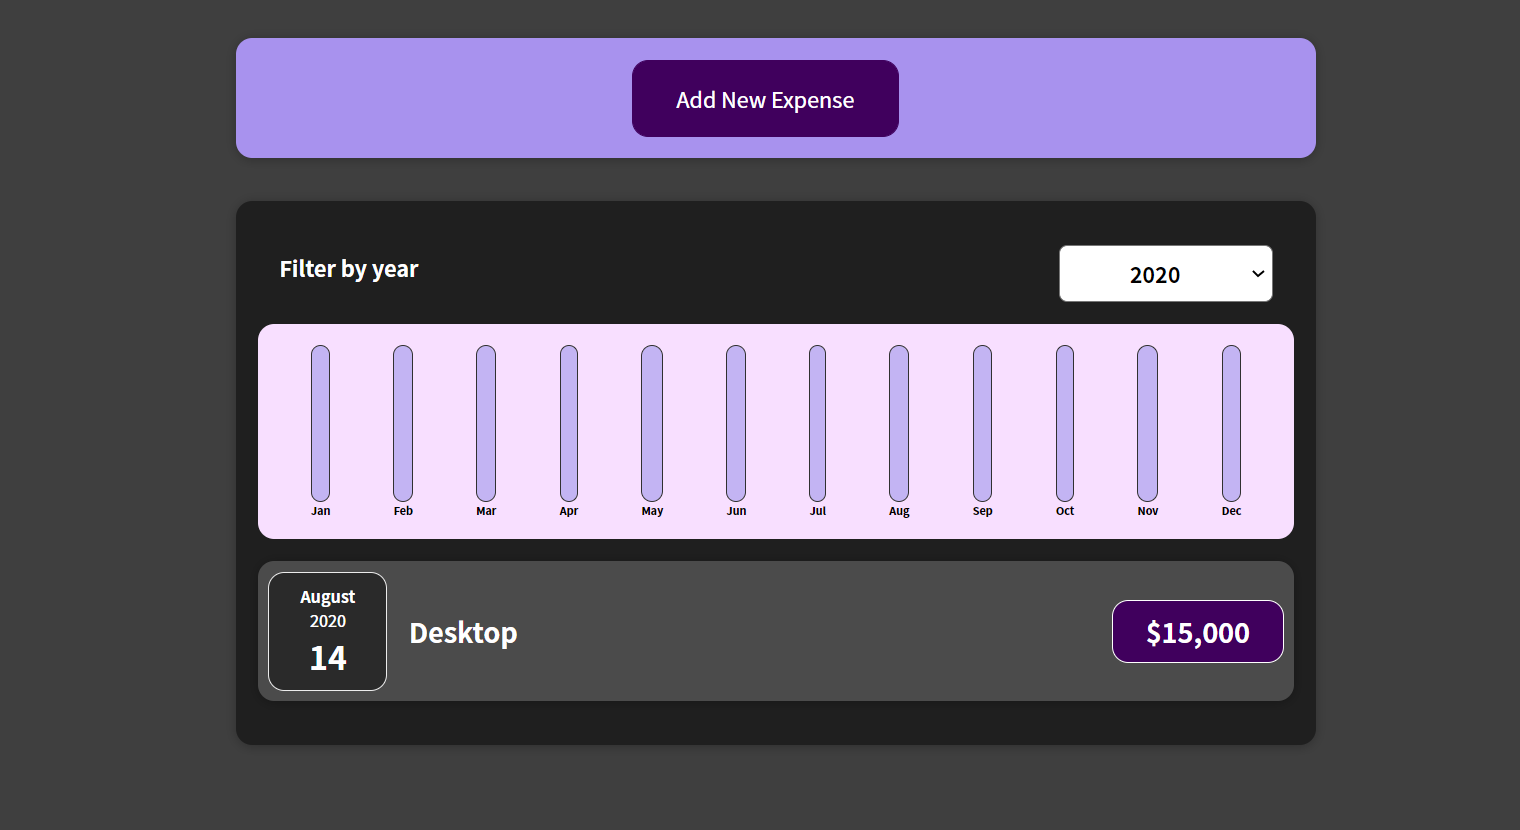 Add New Expense
Filter by year
2020
Jan Feb Mar Apr May Jun Jul Aug Sep Oct Nov Dec
August
2020
14
Desktop
$15,000